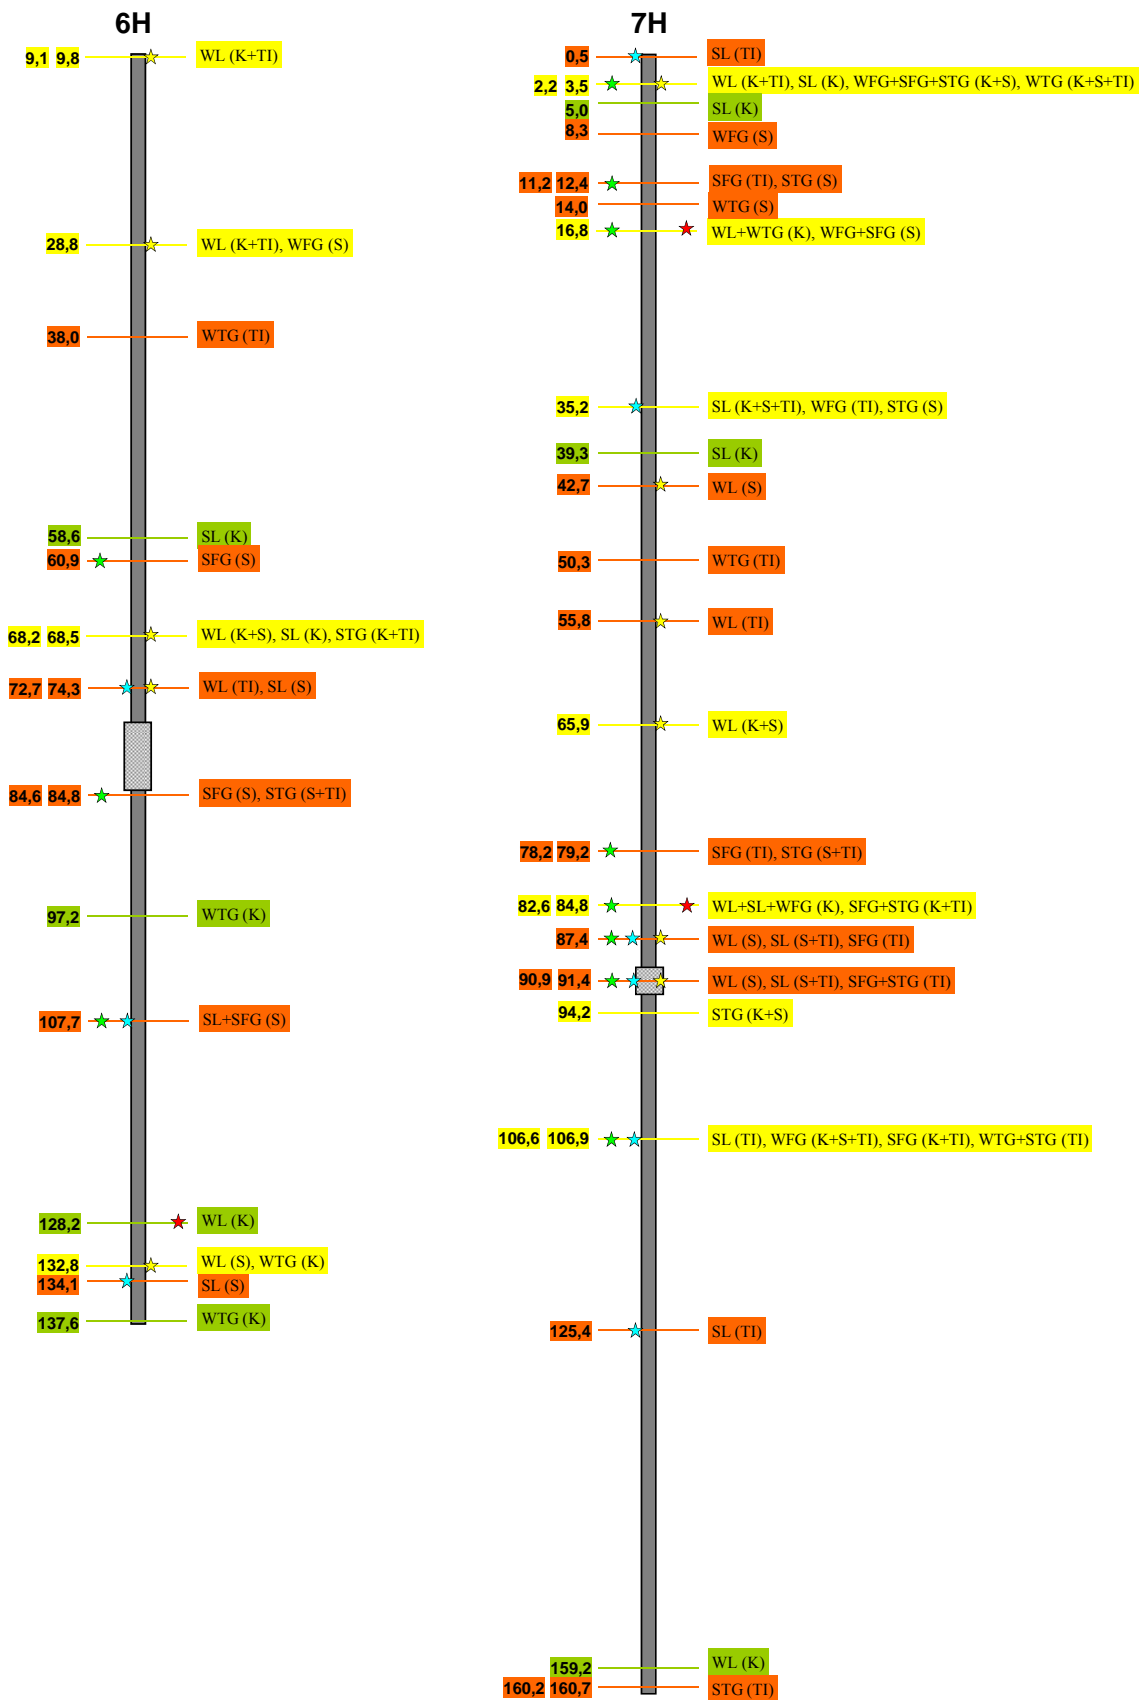 6H
9,1 9,8 WL (K+TI)
28,8 WL (K+TI), WFG (S)
38,0 WTG (TI)
58,6 SL (K)
60,9 SFG (S)
68,2 68,5 WL (K+S), SL (K), STG (K+TI)
72,7 74,3 WL (TI), SL (S)
84,6 84,8 SFG (S), STG (S+TI)
97,2 WTG (K)
107,7 SL+SFG (S)
128,2 WL (K)
132,8 WL (S), WTG (K)
134,1 SL (S)
137,6 WTG (K)
7H
0,5 SL (TI)
2,2 3,5 WL (K+TI), SL (K), WFG+SFG+STG (K+S), WTG (K+S+TI)
5,0 SL (K)
8,3 WFG (S)
11,2 12,4 SFG (TI), STG (S)
14,0 WTG (S)
16,8 WL+WTG (K), WFG+SFG (S)
35,2 SL (K+S+TI), WFG (TI), STG (S)
39,3 SL (K)
42,7 WL (S)
50,3 WTG (TI)
55,8 WL (TI)
65,9 WL (K+S)
78,2 79,2 SFG (TI), STG (S+TI)
82,6 84,8 WL+SL+WFG (K), SFG+STG (K+TI)
87,4 WL (S), SL (S+TI), SFG (TI)
90,9 91,4 WL (S), SL (S+TI), SFG+STG (TI)
94,2 STG (K+S)
106,6 106,9 SL (TI), WFG (K+S+TI), SFG (K+TI), WTG+STG (TI)
125,4 SL (TI)
159,2 WL (K)
160,2 160,7 STG (TI)